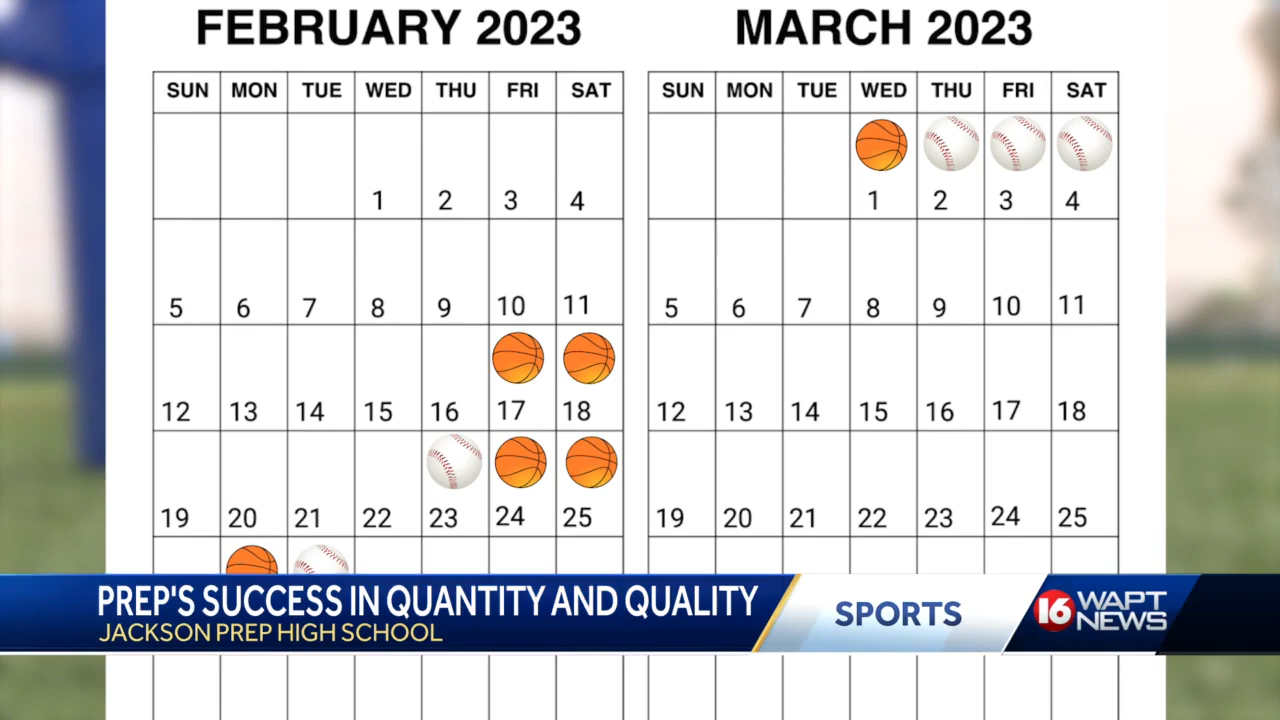 FEBRUARY 2023
SUN MON TUE WED THU FRI SAT
1 2 3 4
5 6 7 8 9 10 11
12 13 14 15 16 17 18
19 20 21 22 23 24 25
MARCH 2023
SUN MON TUE WED THU FRI SAT
1 2 3 4
5 6 7 8 9 10 11
12 13 14 15 16 17 18
19 20 21 22 23 24 25
PREP'S SUCCESS IN QUANTITY AND QUALITY
JACKSON PREP HIGH SCHOOL
SPORTS
16 WAPT
NEWS